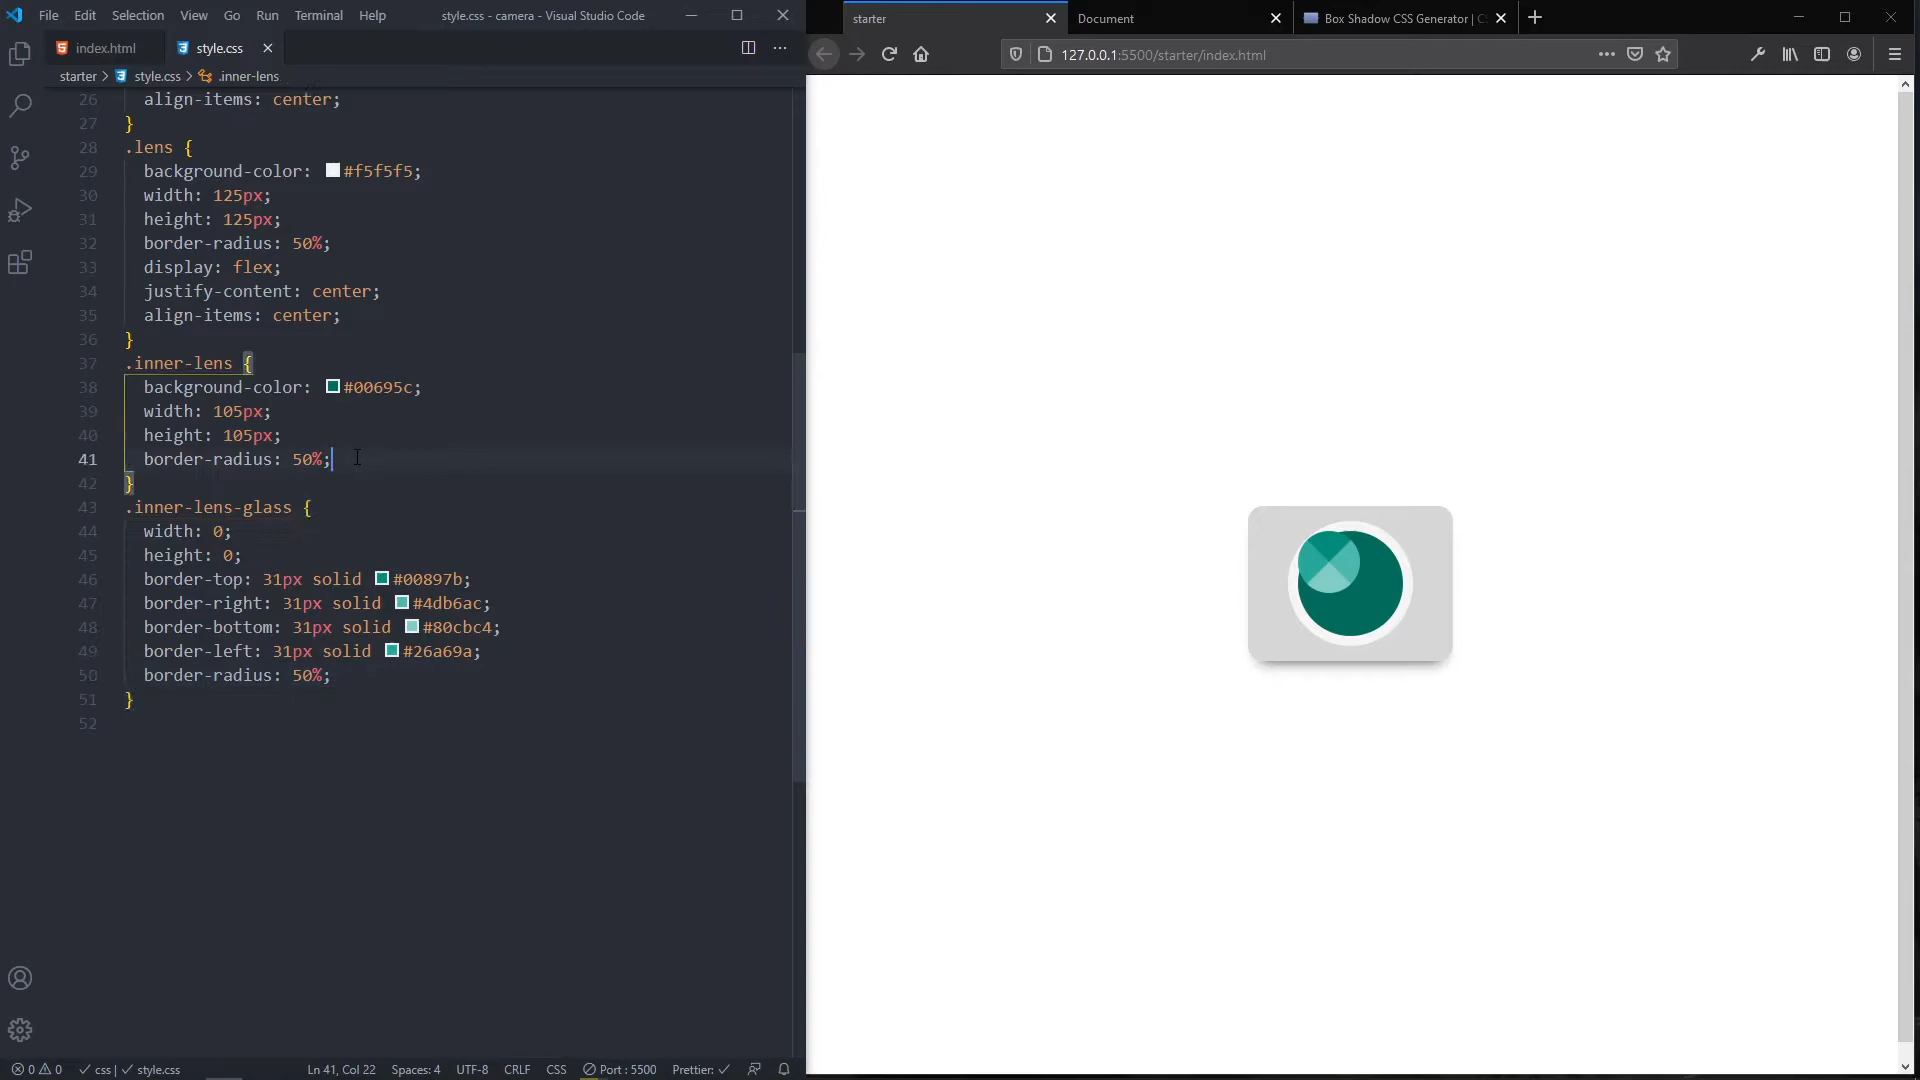 File Edit Selection View Go Run Terminal Help style.css - camera - Visual Studio Code
index.html style.css
starter > style.css > .inner-lens
26 align-items: center;
27 }
28 .lens {
29 background-color: #f5f5f5;
30 width: 125px;
31 height: 125px;
32 border-radius: 50%;
33 display: flex;
34 justify-content: center;
35 align-items: center;
36 }
37 .inner-lens {
38 background-color: #00695c;
39 width: 105px;
40 height: 105px;
41 border-radius: 50%;
42 }
43 .inner-lens-glass {
44 width: 0;
45 height: 0;
46 border-top: 31px solid #00897b;
47 border-right: 31px solid #4db6ac;
48 border-bottom: 31px solid #80cbc4;
49 border-left: 31px solid #26a69a;
50 border-radius: 50%;
51 }
52
0 0 css | style.css Ln 41, Col 22 Spaces: 4 UTF-8 CRLF CSS Port : 5500 Prettier:
starter Document Box Shadow CSS Generator |
127.0.0.1:5500/starter/index.html